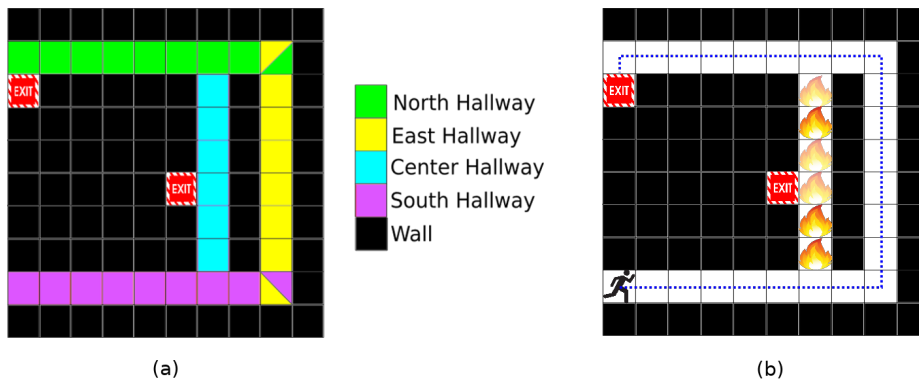 EXIT
EXIT
North Hallway
East Hallway
Center Hallway
South Hallway
Wall
EXIT
EXIT
(a)
(b)